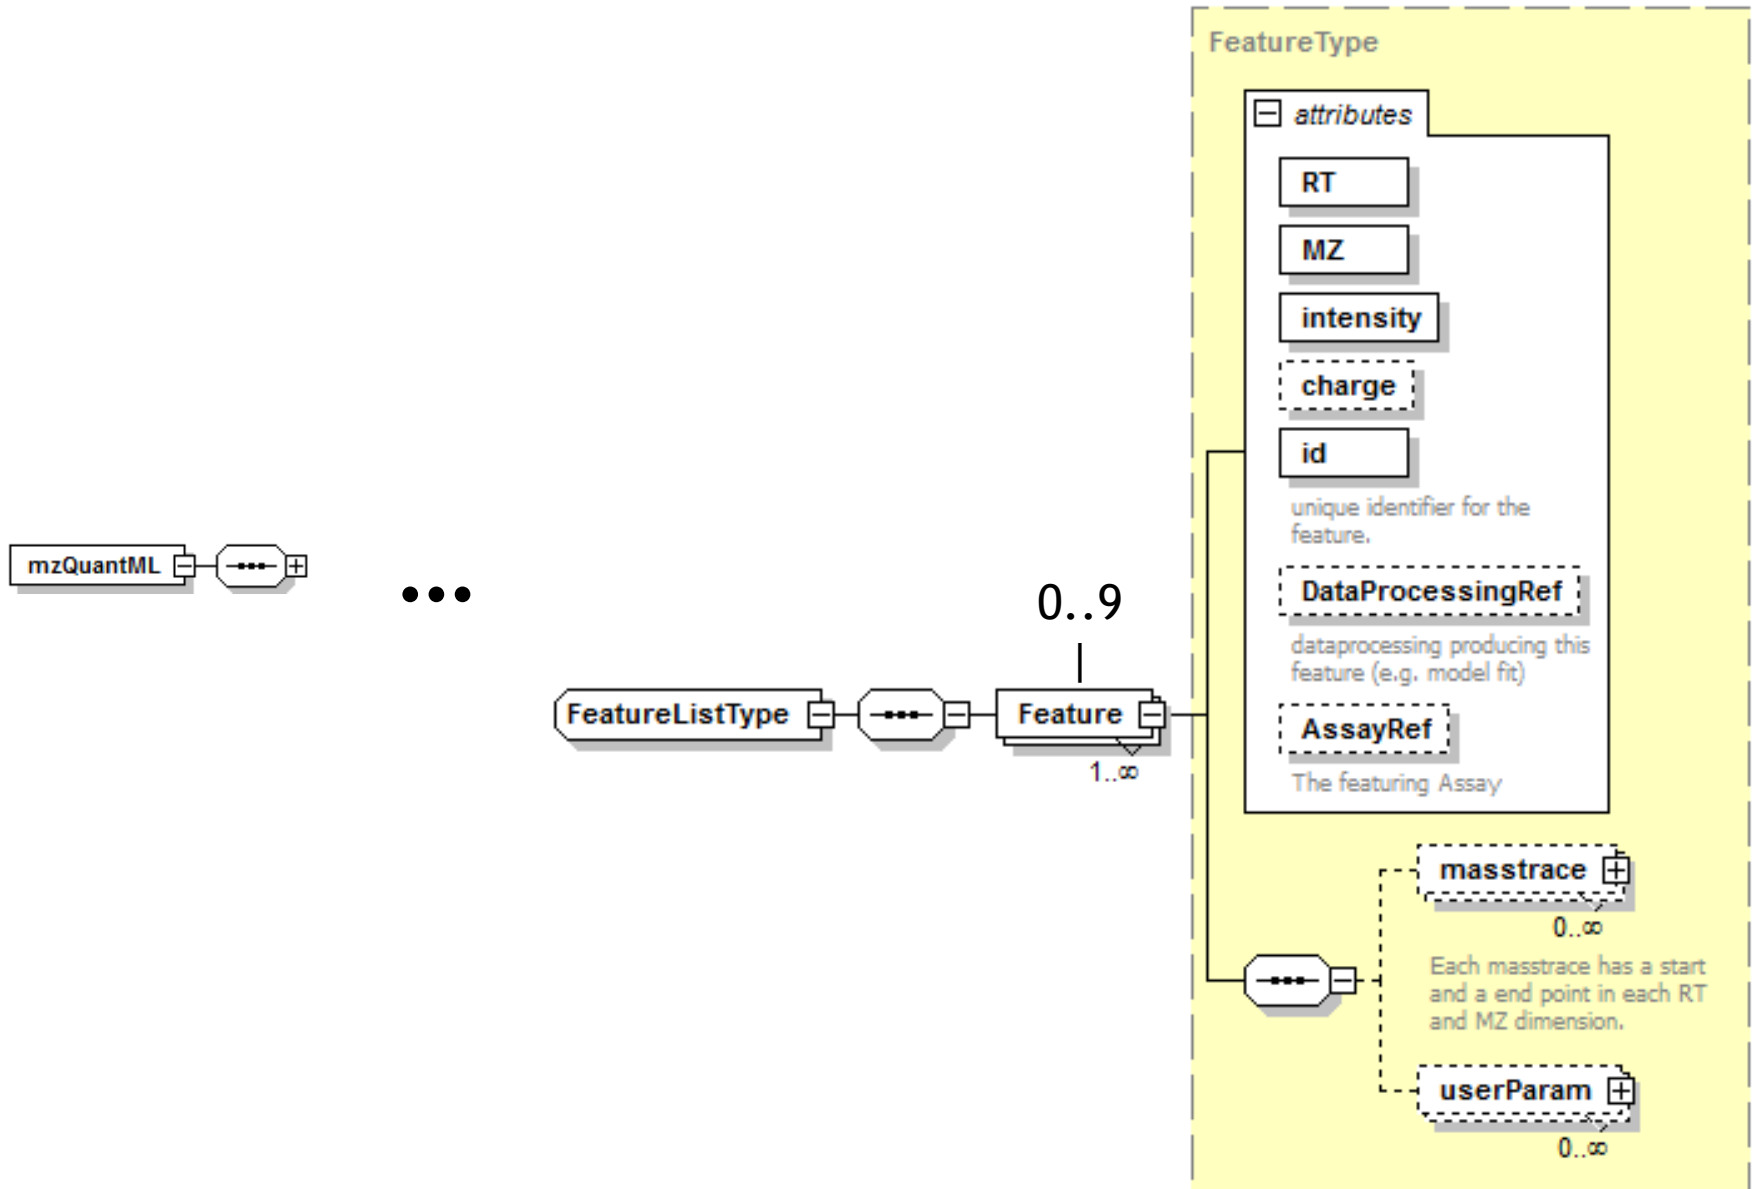 FeatureType
attributes
RT
MZ
intensity
charge
id
unique identifier for the
feature.
DataProcessingRef
dataprocessing producing this
feature (e.g. model fit)
AssayRef
The featuring Assay
mzQuantML
...
0..9
FeatureListType
Feature
1..∞
masstrace
0..∞
Each masstrace has a start
and a end point in each RT
and MZ dimension.
userParam
0..∞